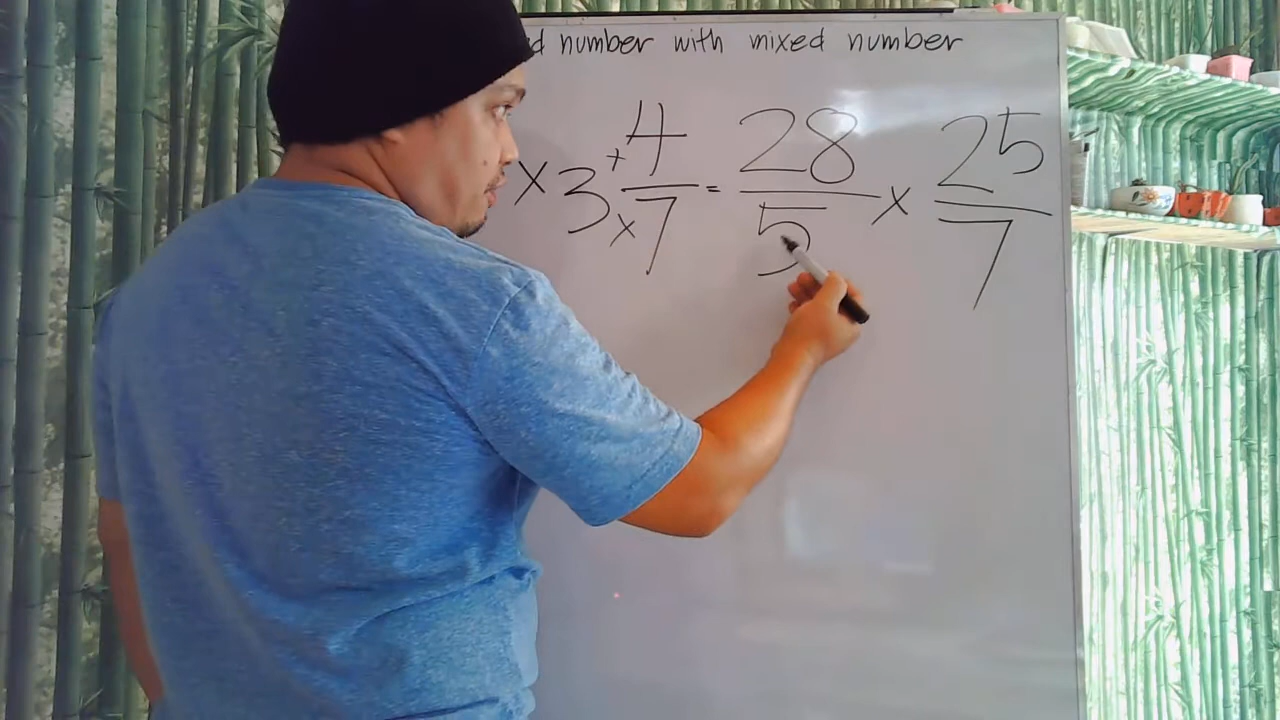 number with mixed number
× 3 + 4/× 7 = 28/5 × 25/7